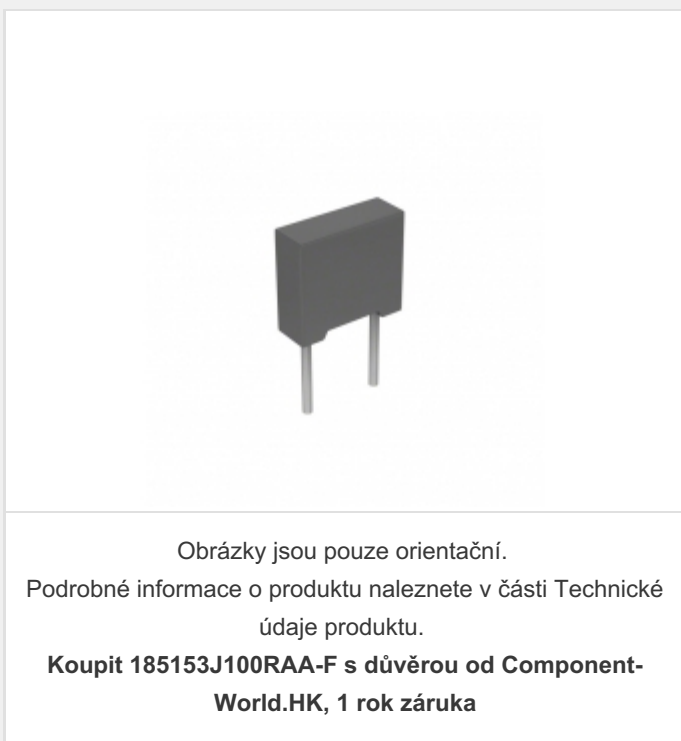 Obrázky jsou pouze orientační.
Podrobné informace o produktu naleznete v části Technické
údaje produktu.
Koupit 185153J100RAA-F s důvěrou od Component-
World.HK, 1 rok záruka